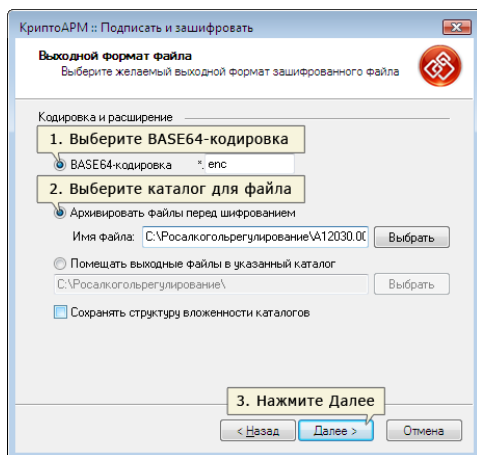 КриптоАРМ :: Подписать и зашифровать
Выходной формат файла
Выберите желаемый выходной формат зашифрованного файла
Кодировка и расширение
1. Выберите BASE64-кодировка
BASE64-кодировка *. enc
2. Выберите каталог для файла
Архивировать файлы перед шифрованием
Имя файла: C:\Росалкогольрегулирование\A12030.00 Выбрать
Помещать выходные файлы в указанный каталог
C:\Росалкогольрегулирование\ Выбрать
Сохранять структуру вложенности каталогов
3. Нажмите Далее
< Назад Далее > Отмена